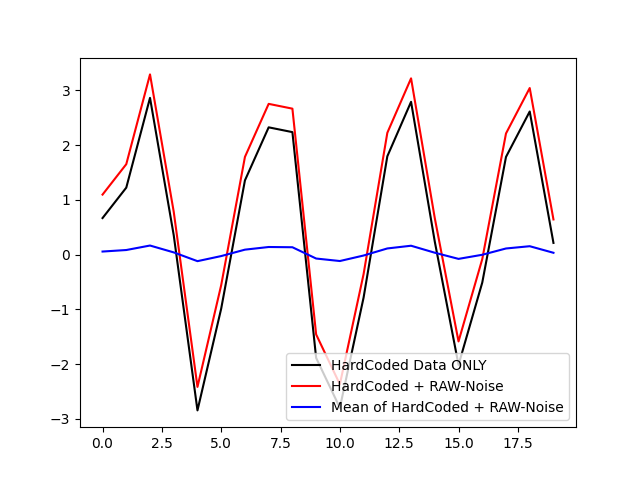 3
2
1
0
−1
−2
−3
HardCoded Data ONLY
HardCoded + RAW-Noise
Mean of HardCoded + RAW-Noise
0.0 2.5 5.0 7.5 10.0 12.5 15.0 17.5